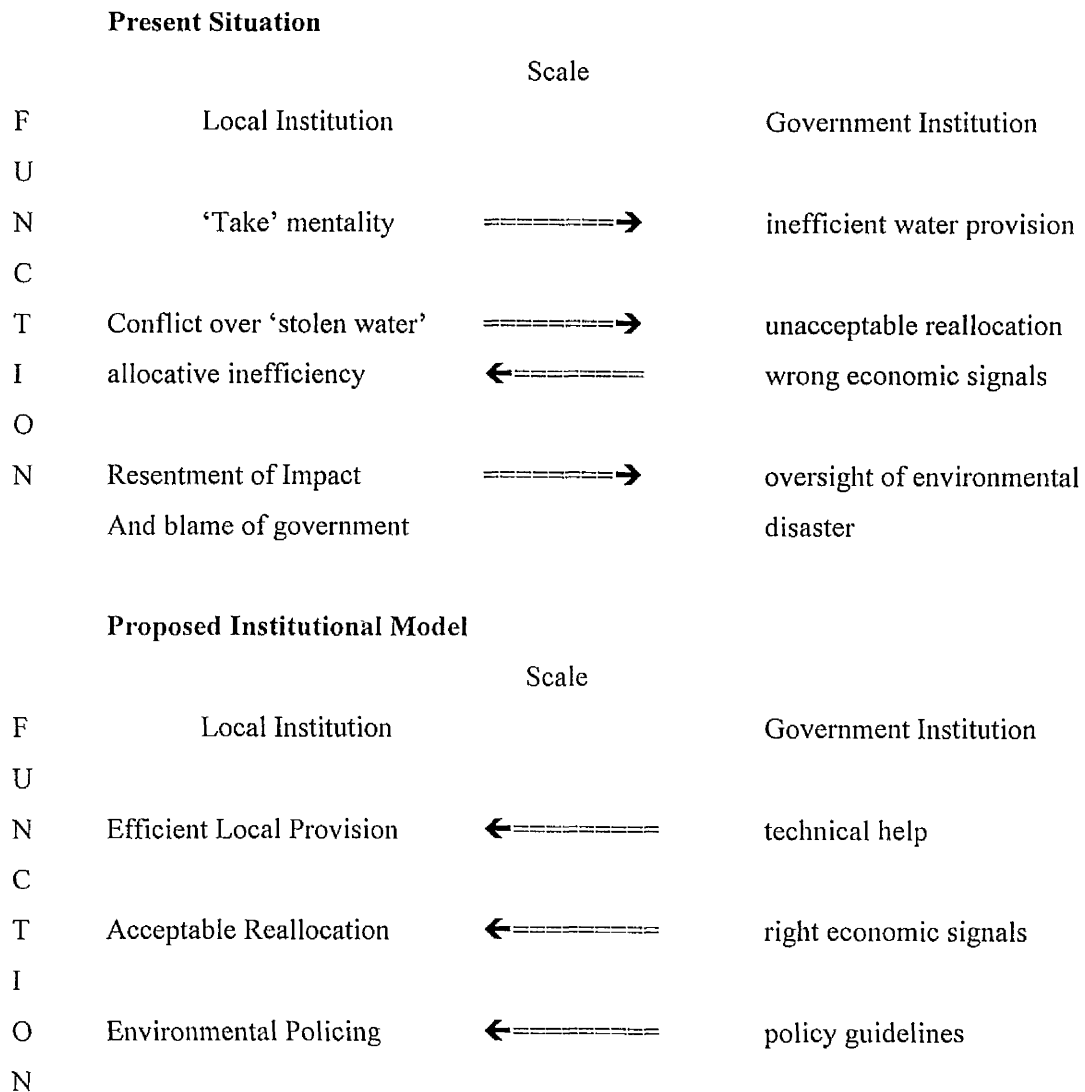 Present Situation
Scale
F Local Institution Government Institution
U
N ‘Take’ mentality ========➔ inefficient water provision
C
T Conflict over ‘stolen water’ ========➔ unacceptable reallocation
I allocative inefficiency 🡸======== wrong economic signals
O
N Resentment of Impact ========➔ oversight of environmental
And blame of government disaster
Proposed Institutional Model
Scale
F Local Institution Government Institution
U
N Efficient Local Provision 🡸======== technical help
C
T Acceptable Reallocation 🡸======== right economic signals
I
O Environmental Policing 🡸======== policy guidelines
N